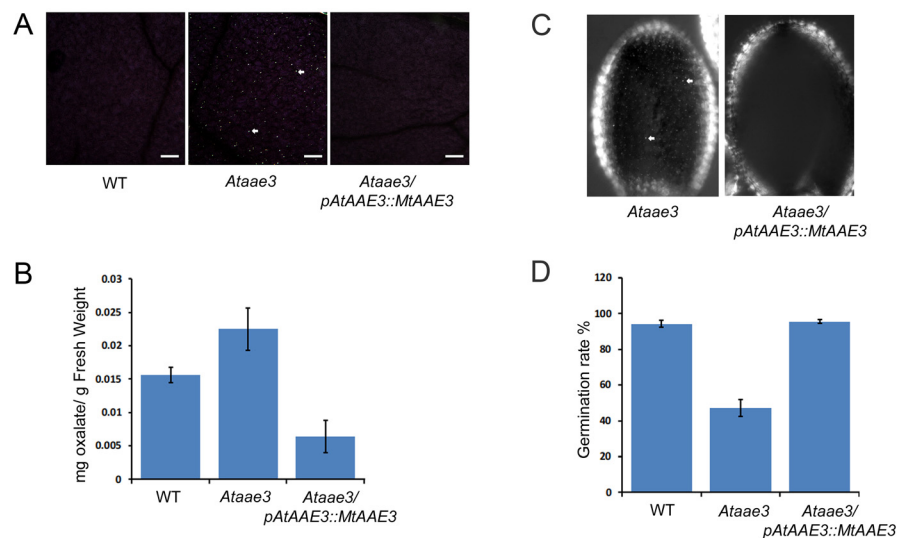 A
WT
Ataae3
Ataae3/
pAtAAE3::MtAAE3
B
mg oxalate/ g Fresh Weight
0.03
0.025
0.02
0.015
0.01
0.005
0
WT
Ataae3
Ataae3/
pAtAAE3::MtAAE3
C
Ataae3
Ataae3/
pAtAAE3::MtAAE3
D
Germination rate %
120
100
80
60
40
20
0
WT
Ataae3
Ataae3/
pAtAAE3::MtAAE3